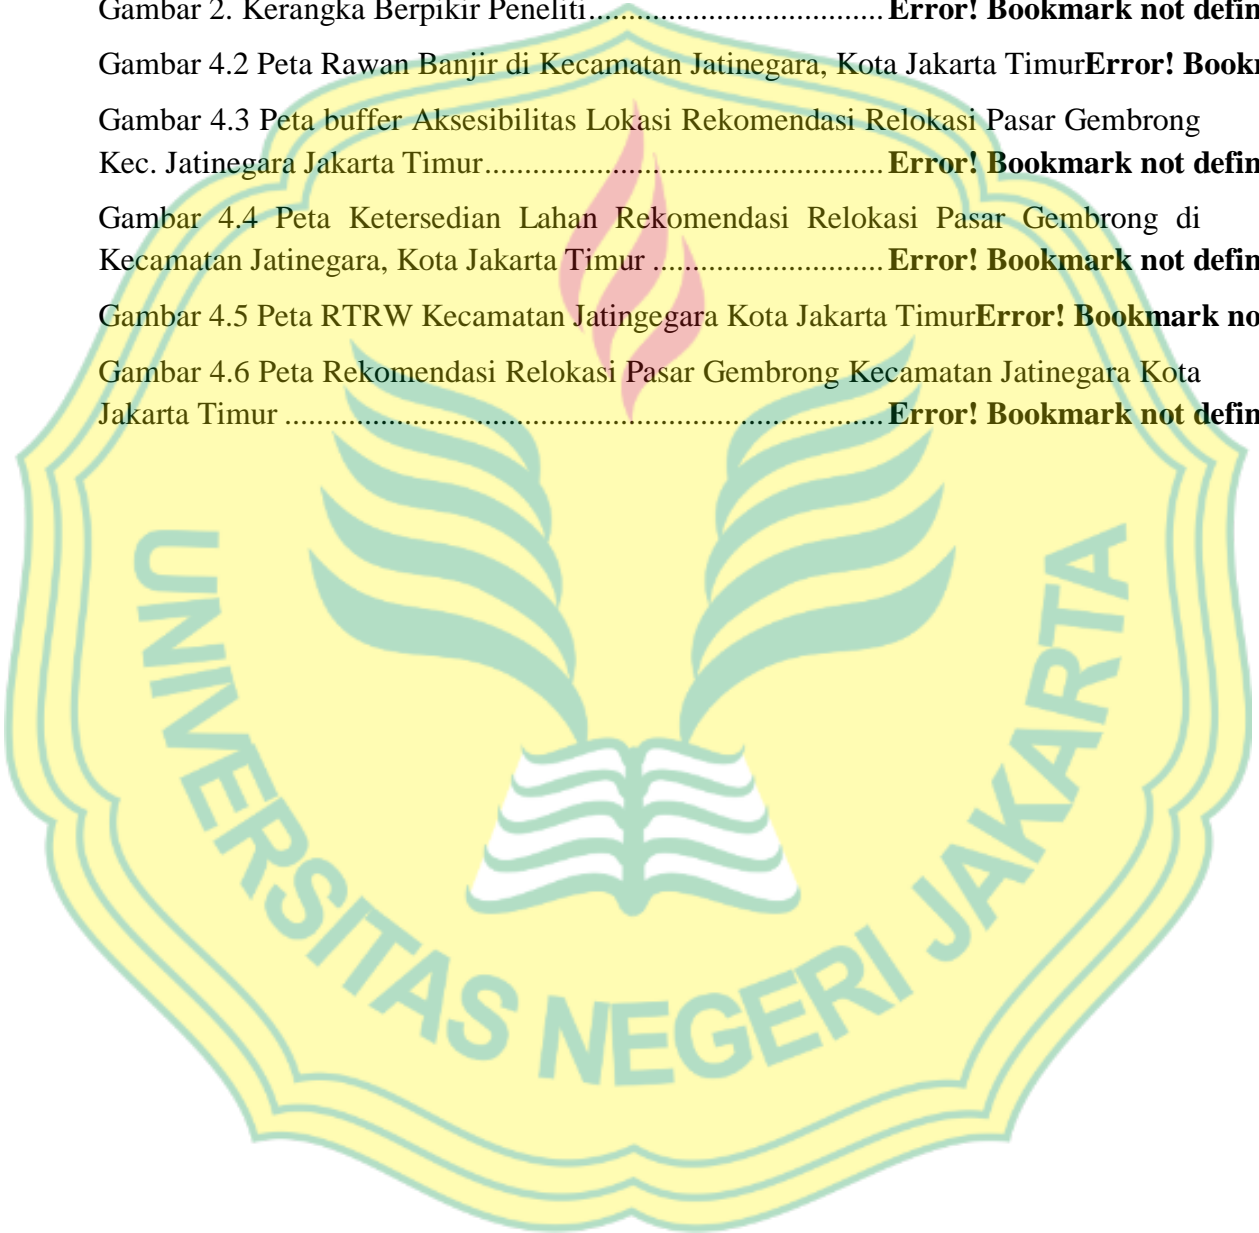 Gambar 2. Kerangka Berpikir Peneliti..................................... Error! Bookmark not defin
Gambar 4.2 Peta Rawan Banjir di Kecamatan Jatinegara, Kota Jakarta TimurError! Bookm
Gambar 4.3 Peta buffer Aksesibilitas Lokasi Rekomendasi Relokasi Pasar Gembrong
Kec. Jatinegara Jakarta Timur.................................................. Error! Bookmark not defin
Gambar 4.4 Peta Ketersedian Lahan Rekomendasi Relokasi Pasar Gembrong di
Kecamatan Jatinegara, Kota Jakarta Timur ............................. Error! Bookmark not defin
Gambar 4.5 Peta RTRW Kecamatan Jatingegara Kota Jakarta TimurError! Bookmark no
Gambar 4.6 Peta Rekomendasi Relokasi Pasar Gembrong Kecamatan Jatinegara Kota
Jakarta Timur ........................................................................... Error! Bookmark not defin
UNIVERSITAS NEGERI JAKARTA